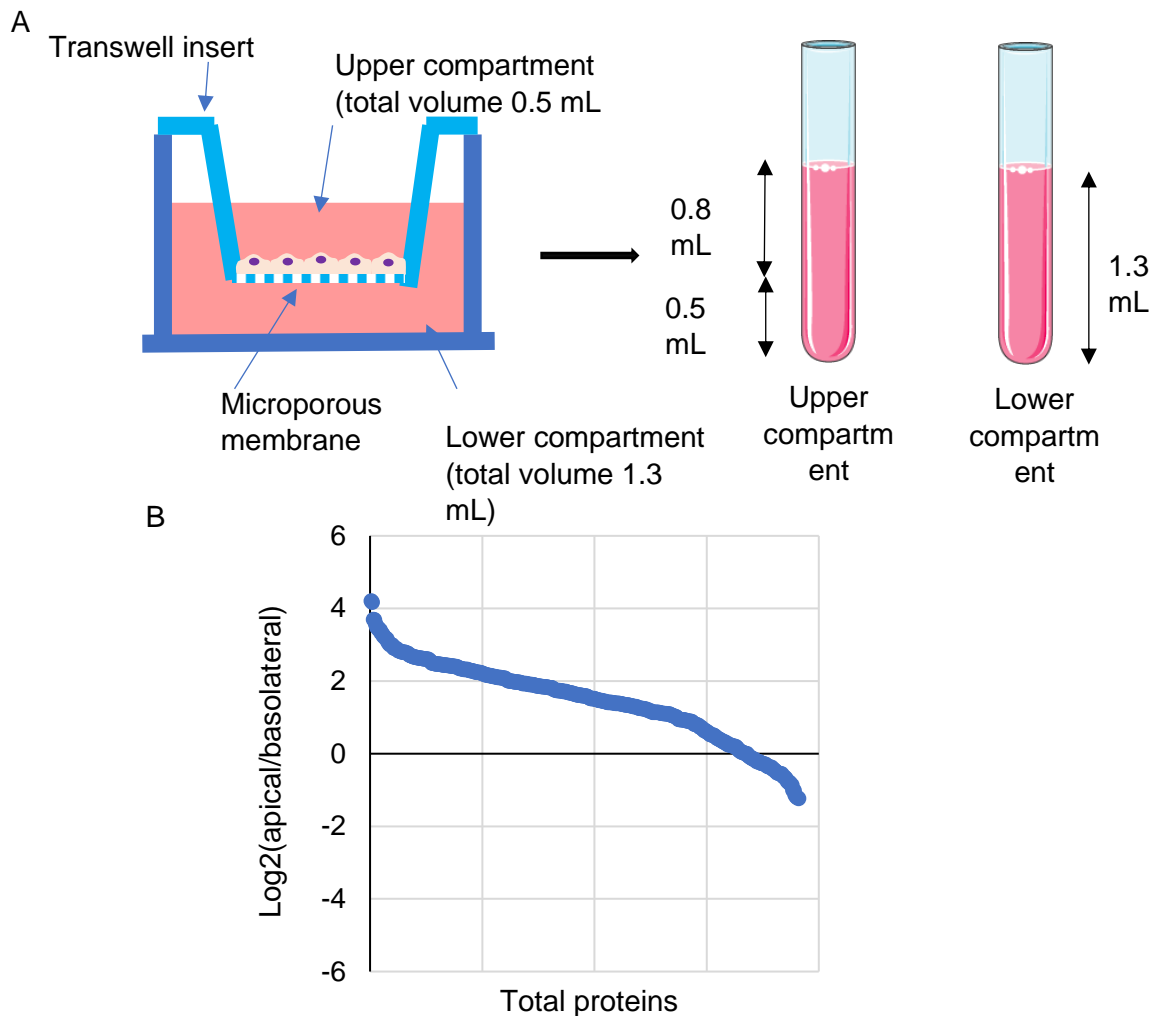 A
Transwell insert
Upper compartment
(total volume 0.5 mL
0.8
mL
0.5
mL
1.3
mL
Microporous
membrane
Lower compartment
(total volume 1.3
mL)
Upper
compartm
ent
Lower
compartm
ent
B
Log2(apical/basolateral)
6
4
2
0
-2
-4
-6
Total proteins